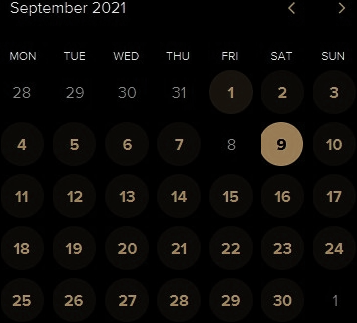 September 2021
MON TUE WED THU FRI SAT SUN
28 29 30 31 1 2 3
4 5 6 7 8 9 10
11 12 13 14 15 16 17
18 19 20 21 22 23 24
25 26 27 28 29 30 1